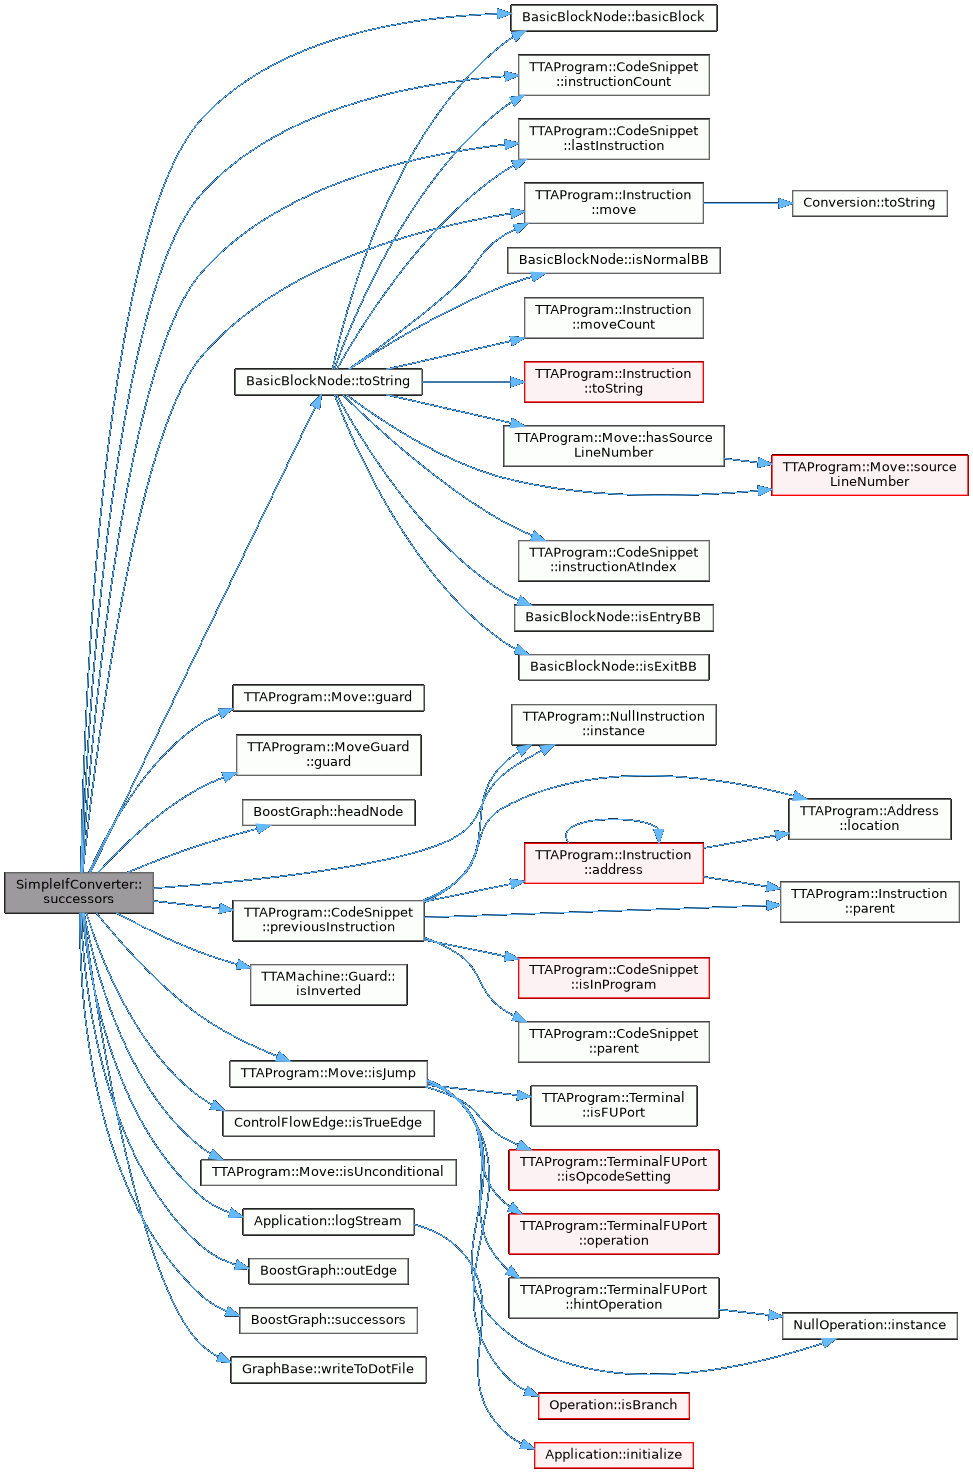 BasicBlockNode::basicBlock
TTAProgram::CodeSnippet
::instructionCount
TTAProgram::CodeSnippet
::lastInstruction
TTAProgram::Instruction
::move
Conversion::toString
BasicBlockNode::isNormalBB
TTAProgram::Instruction
::moveCount
BasicBlockNode::toString
TTAProgram::Instruction
::toString
TTAProgram::Move::hasSource
LineNumber
TTAProgram::Move::source
LineNumber
TTAProgram::CodeSnippet
::instructionAtIndex
BasicBlockNode::isEntryBB
BasicBlockNode::isExitBB
TTAProgram::Move::guard
TTAProgram::NullInstruction
::instance
TTAProgram::MoveGuard
::guard
BoostGraph::headNode
TTAProgram::Address
::location
TTAProgram::Instruction
::address
SimpleIfConverter::
successors
TTAProgram::Instruction
::parent
TTAProgram::CodeSnippet
::previousInstruction
TTAMachine::Guard::
isInverted
TTAProgram::CodeSnippet
::isInProgram
TTAProgram::CodeSnippet
::parent
TTAProgram::Move::isJump
TTAProgram::Terminal
::isFUPort
ControlFlowEdge::isTrueEdge
TTAProgram::Move::isUnconditional
TTAProgram::TerminalFUPort
::isOpcodeSetting
Application::logStream
TTAProgram::TerminalFUPort
::operation
BoostGraph::outEdge
TTAProgram::TerminalFUPort
::hintOperation
BoostGraph::successors
NullOperation::instance
GraphBase::writeToDotFile
Operation::isBranch
Application::initialize